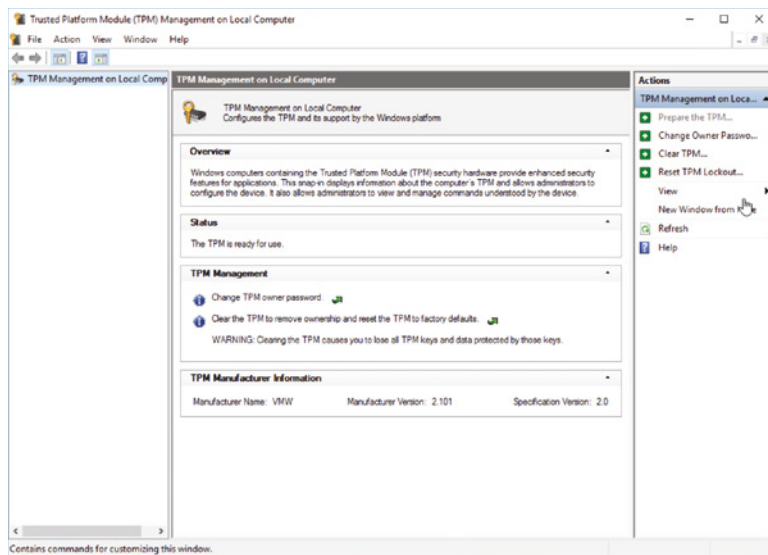 Trusted Platform Module (TPM) Management on Local Computer
File Action View Window Help
TPM Management on Local Comp
TPM Management on Local Computer
TPM Management on Local Computer
Configures the TPM and its support by the Windows platform
Overview
Windows computers containing the Trusted Platform Module (TPM) security hardware provide enhanced security
features for applications. This snap-in displays information about the computer's TPM and allows administrators to
configure the device. It also allows administrators to view and manage commands understood by the device.
Status
The TPM is ready for use.
TPM Management
Change TPM owner password.
Clear the TPM to remove ownership and reset the TPM to factory defaults.
WARNING: Clearing the TPM causes you to lose all TPM keys and data protected by those keys.
TPM Manufacturer Information
Manufacturer Name: VMW Manufacturer Version: 2.101 Specification Version: 2.0
Actions
TPM Management on Loca...
Prepare the TPM...
Change Owner Passwo...
Clear TPM...
Reset TPM Lockout...
View
New Window from
Refresh
Help
Contains commands for customizing this window.